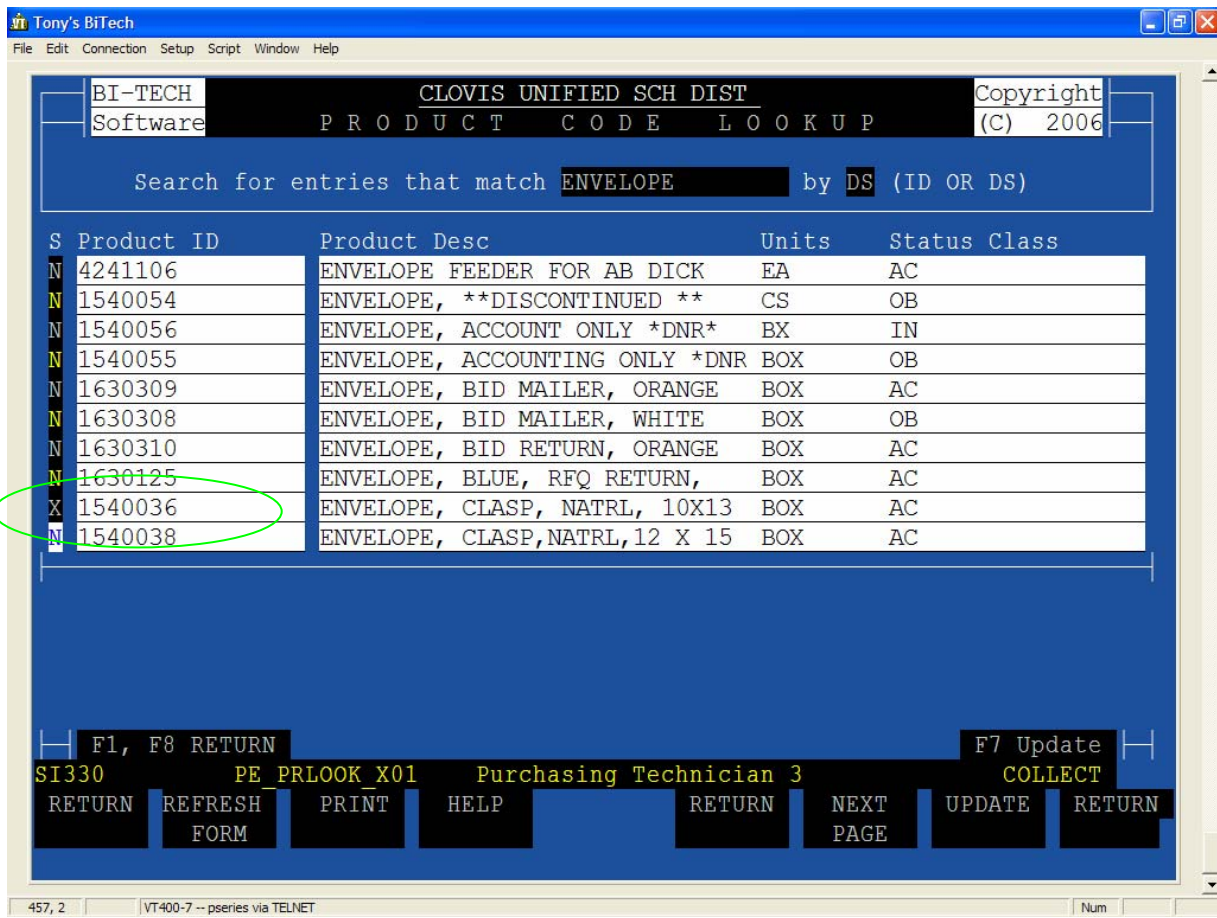 Tony's BiTech
File Edit Connection Setup Script Window Help
BI-TECH CLOVIS UNIFIED SCH DIST Copyright
Software PRODUCT CODE LOOKUP (C) 2006
Search for entries that match ENVELOPE by DS (ID OR DS)
S Product ID Product Desc Units Status Class
N 4241106 ENVELOPE FEEDER FOR AB DICK EA AC
N 1540054 ENVELOPE, **DISCONTINUED ** CS OB
N 1540056 ENVELOPE, ACCOUNT ONLY *DNR* BX IN
N 1540055 ENVELOPE, ACCOUNTING ONLY *DNR BOX OB
N 1630309 ENVELOPE, BID MAILER, ORANGE BOX AC
N 1630308 ENVELOPE, BID MAILER, WHITE BOX OB
N 1630310 ENVELOPE, BID RETURN, ORANGE BOX AC
N 1630125 ENVELOPE, BLUE, RFQ RETURN, BOX AC
X 1540036 ENVELOPE, CLASP, NATRL, 10X13 BOX AC
N 1540038 ENVELOPE, CLASP,NATRL,12 X 15 BOX AC
F1, F8 RETURN F7 Update
SI330 PE_PRLOOK_X01 Purchasing Technician 3 COLLECT
RETURN REFRESH PRINT HELP RETURN NEXT UPDATE RETURN
FORM PAGE
457, 2 VT400-7 -- pseries via TELNET Num